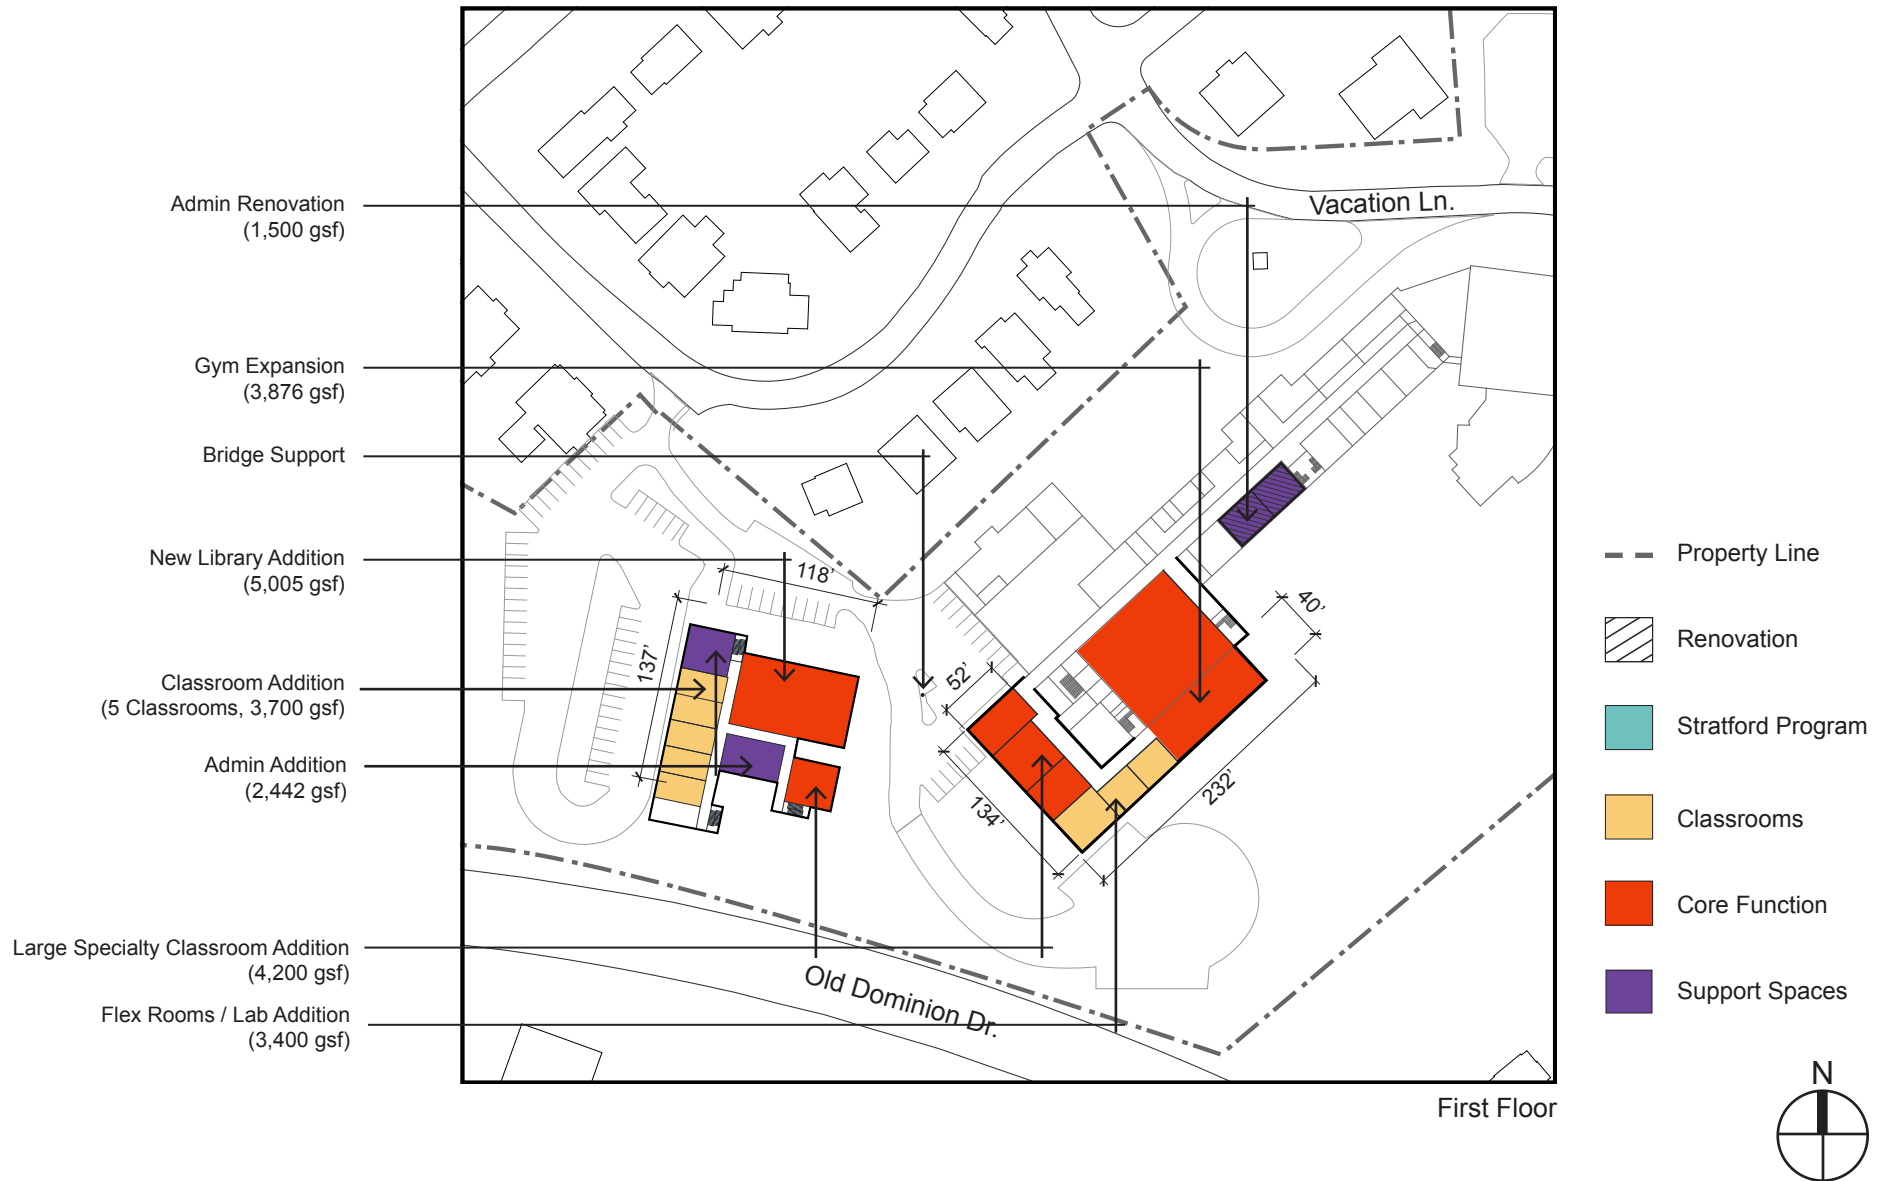 Admin Renovation
(1,500 gsf)
Gym Expansion
(3,876 gsf)
Bridge Support
New Library Addition
(5,005 gsf)
Classroom Addition
(5 Classrooms, 3,700 gsf)
Admin Addition
(2,442 gsf)
Large Specialty Classroom Addition
(4,200 gsf)
Flex Rooms / Lab Addition
(3,400 gsf)
Vacation Ln.
118’
137’
52’
40’
134’
232’
Old Dominion Dr.
First Floor
Property Line
Renovation
Stratford Program
Classrooms
Core Function
Support Spaces
N